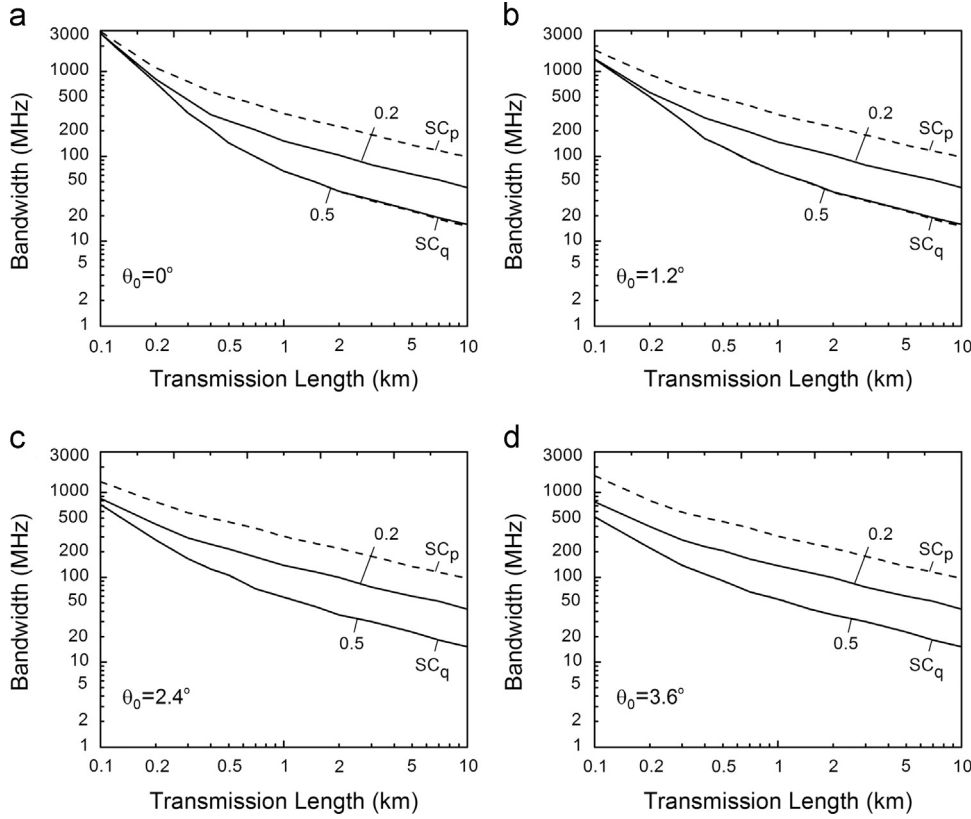 a
3000
1000
500
200
100
50
20
10
5
2
1
Bandwidth (MHz)
0.2
SCp
0.5
SCq
θ0=0°
0.1 0.2 0.5 1 2 5 10
Transmission Length (km)
b
3000
1000
500
200
100
50
20
10
5
2
1
Bandwidth (MHz)
0.2
SCp
0.5
SCq
θ0=1.2°
0.1 0.2 0.5 1 2 5 10
Transmission Length (km)
c
3000
1000
500
200
100
50
20
10
5
2
1
Bandwidth (MHz)
0.2
SCp
0.5
SCq
θ0=2.4°
0.1 0.2 0.5 1 2 5 10
Transmission Length (km)
d
3000
1000
500
200
100
50
20
10
5
2
1
Bandwidth (MHz)
0.2
SCp
0.5
SCq
θ0=3.6°
0.1 0.2 0.5 1 2 5 10
Transmission Length (km)